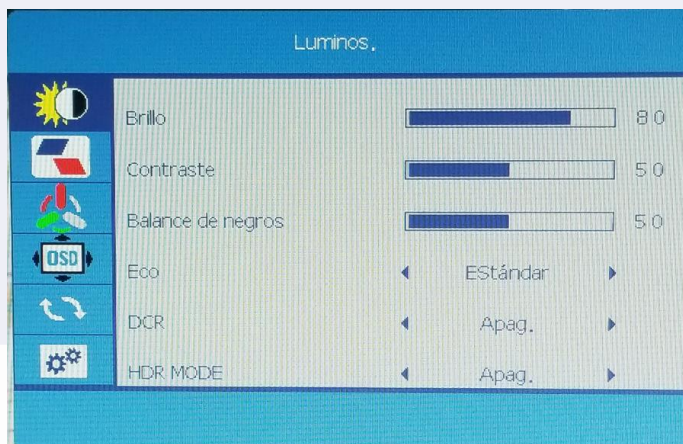 Luminos.
Brillo 80
Contraste 50
Balance de negros 50
OSD
Eco EStándar
DCR Apag.
HDR MODE Apag.